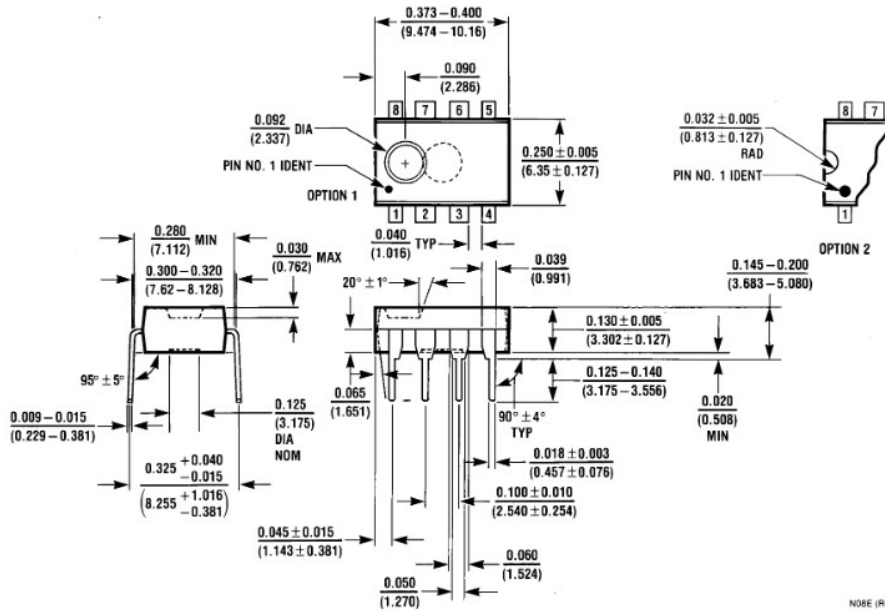 0.373–0.400
(9.474–10.16)
0.090
(2.286)
8 7 6 5
0.092
(2.337)
DIA
PIN NO. 1 IDENT
OPTION 1
0.250 ± 0.005
(6.35 ± 0.127)
1 2 3 4
0.032 ± 0.005
(0.813 ± 0.127)
RAD
PIN NO. 1 IDENT
8 7
1
OPTION 2
0.280
(7.112)
MIN
0.300–0.320
(7.62–8.128)
0.030
(0.762)
MAX
0.040
(1.016)
TYP
20° ± 1°
0.039
(0.991)
0.145–0.200
(3.683–5.080)
0.130 ± 0.005
(3.302 ± 0.127)
95° ± 5°
0.009–0.015
(0.229–0.381)
0.125
(3.175)
DIA
NOM
0.065
(1.651)
0.125–0.140
(3.175–3.556)
90° ± 4°
TYP
0.020
(0.508)
MIN
0.018 ± 0.003
(0.457 ± 0.076)
0.325 +0.040
−0.015
(8.255 +1.016
−0.381)
0.100 ± 0.010
(2.540 ± 0.254)
0.045 ± 0.015
(1.143 ± 0.381)
0.060
(1.524)
0.050
(1.270)
N08E (R